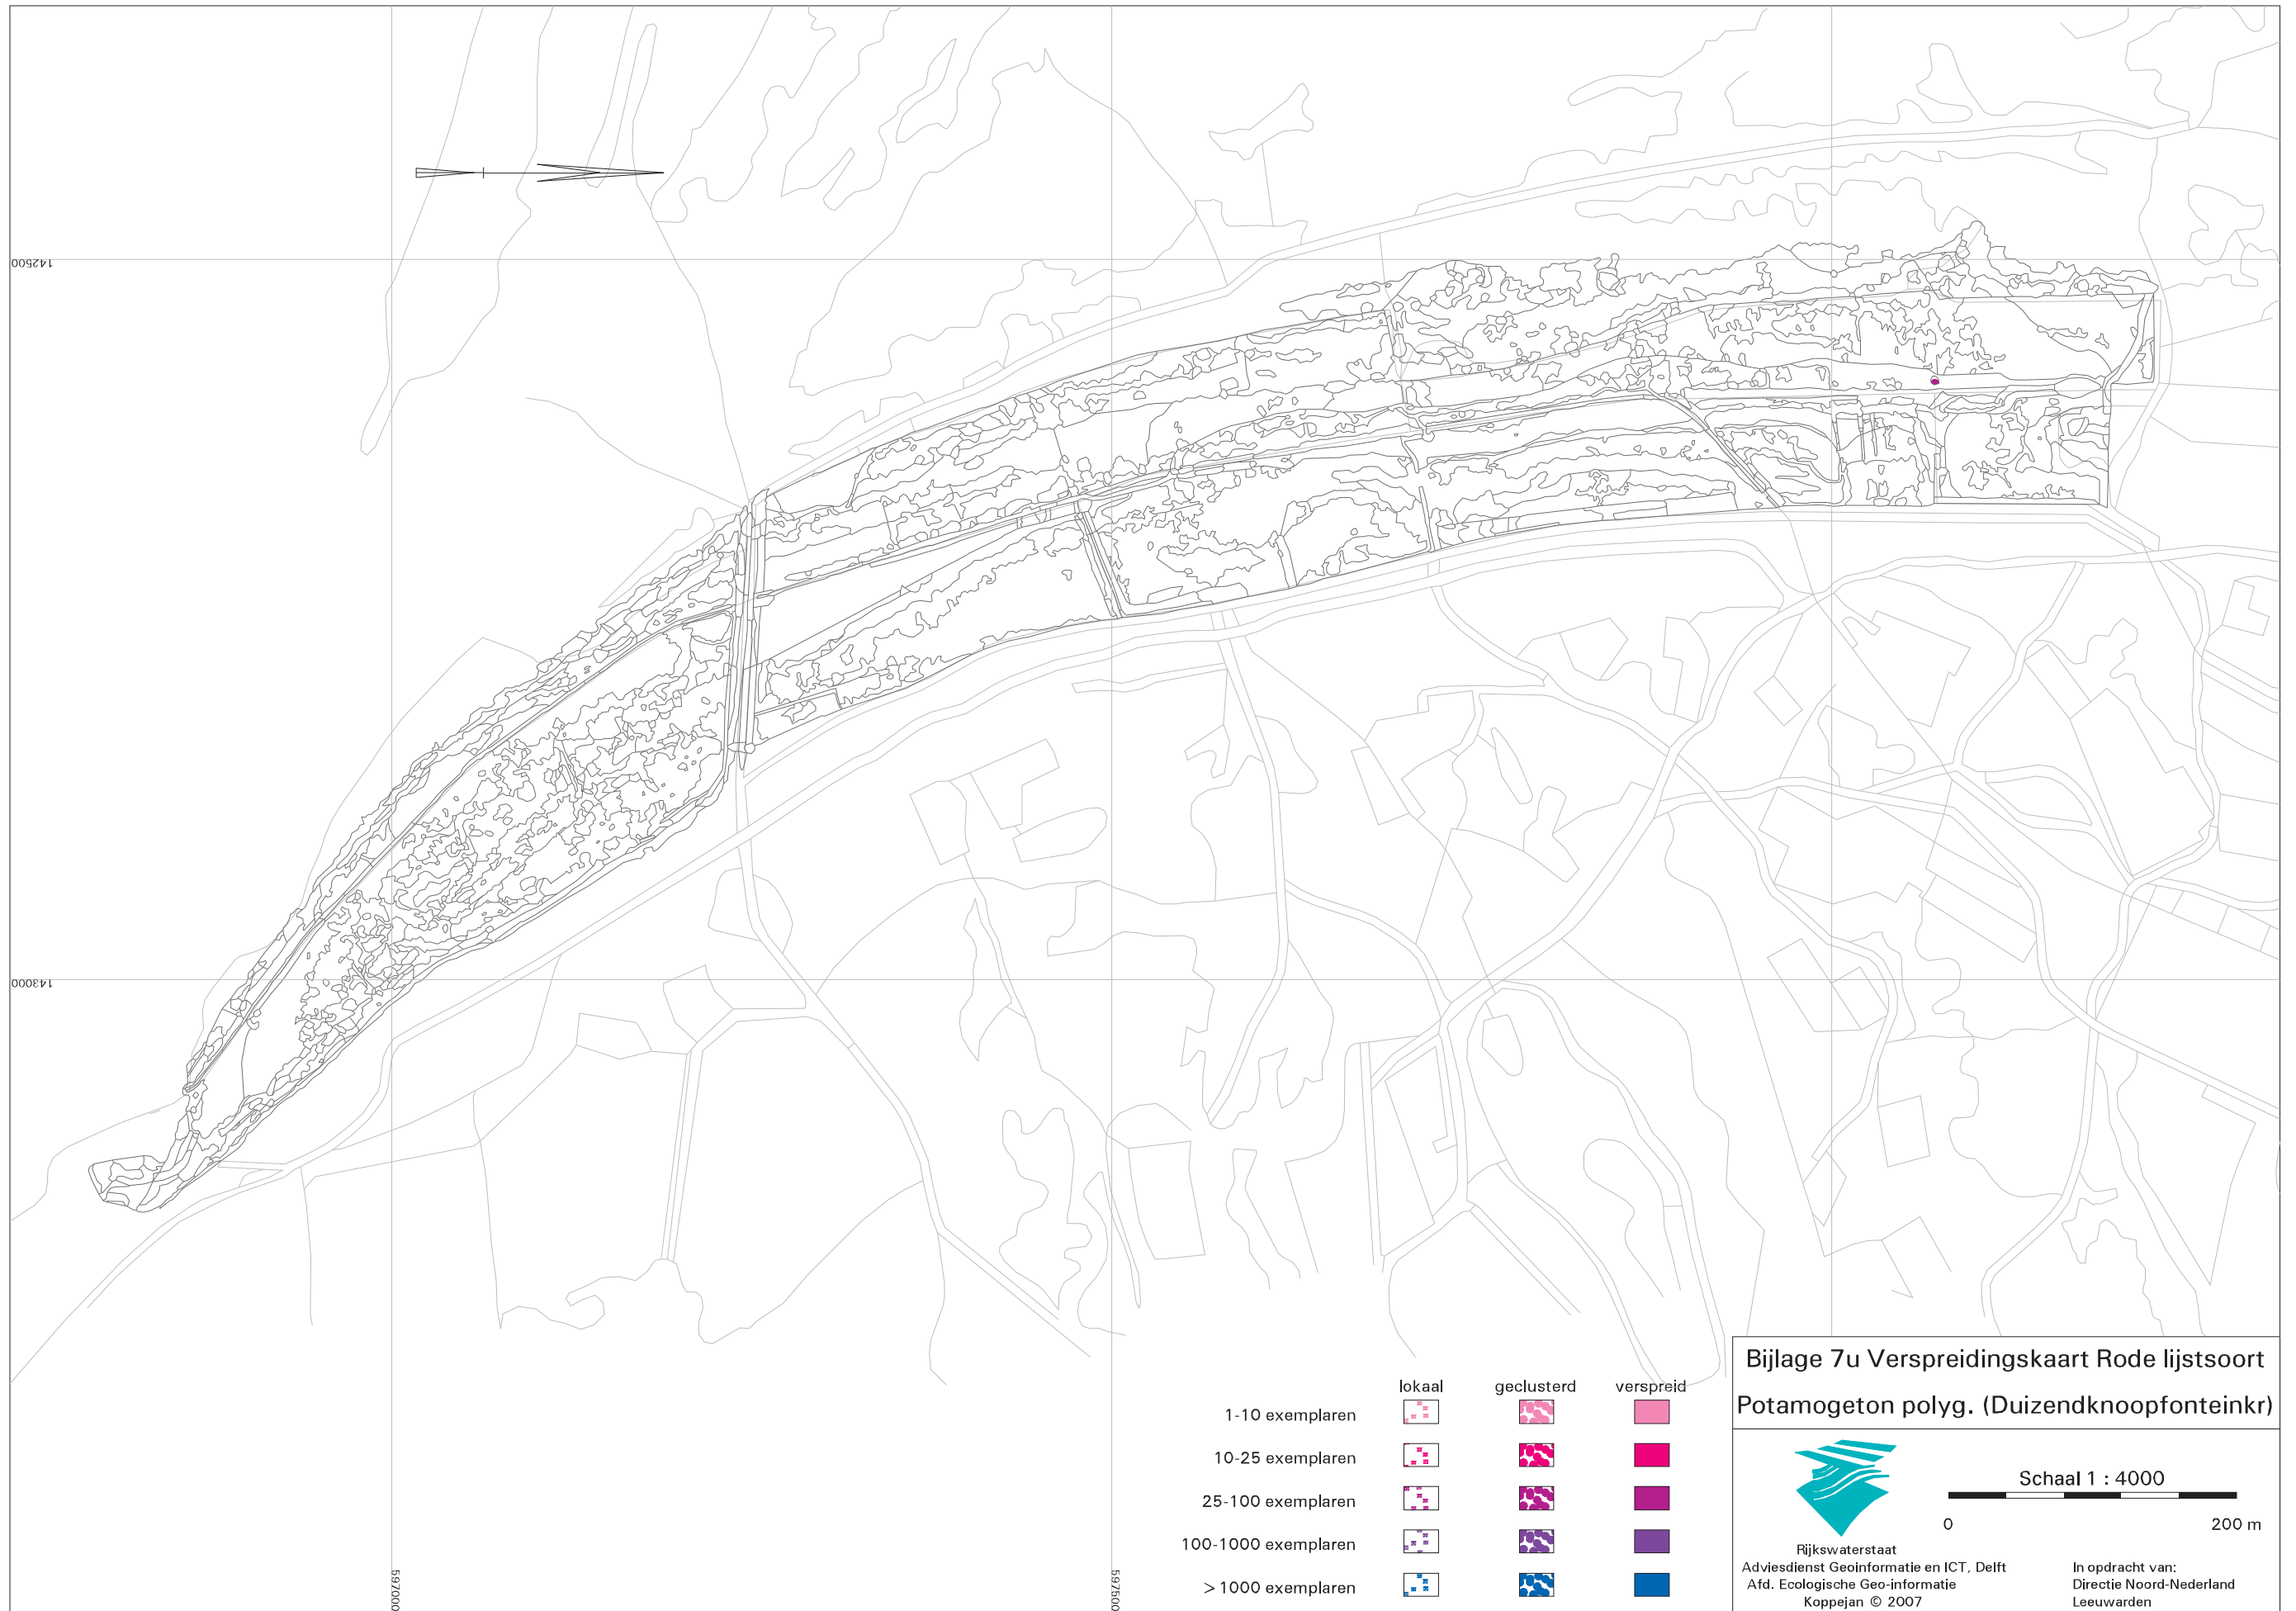 142500
143000
597000
597500
lokaal geclusterd verspreid
1-10 exemplaren
10-25 exemplaren
25-100 exemplaren
100-1000 exemplaren
> 1000 exemplaren
Bijlage 7u Verspreidingskaart Rode lijstsoort
Potamogeton polyg. (Duizendknoopfonteinkr)
Schaal 1 : 4000
0 200 m
Rijkswaterstaat
Adviesdienst Geoinformatie en ICT, Delft
Afd. Ecologische Geo-informatie
Koppejan © 2007
In opdracht van:
Directie Noord-Nederland
Leeuwarden